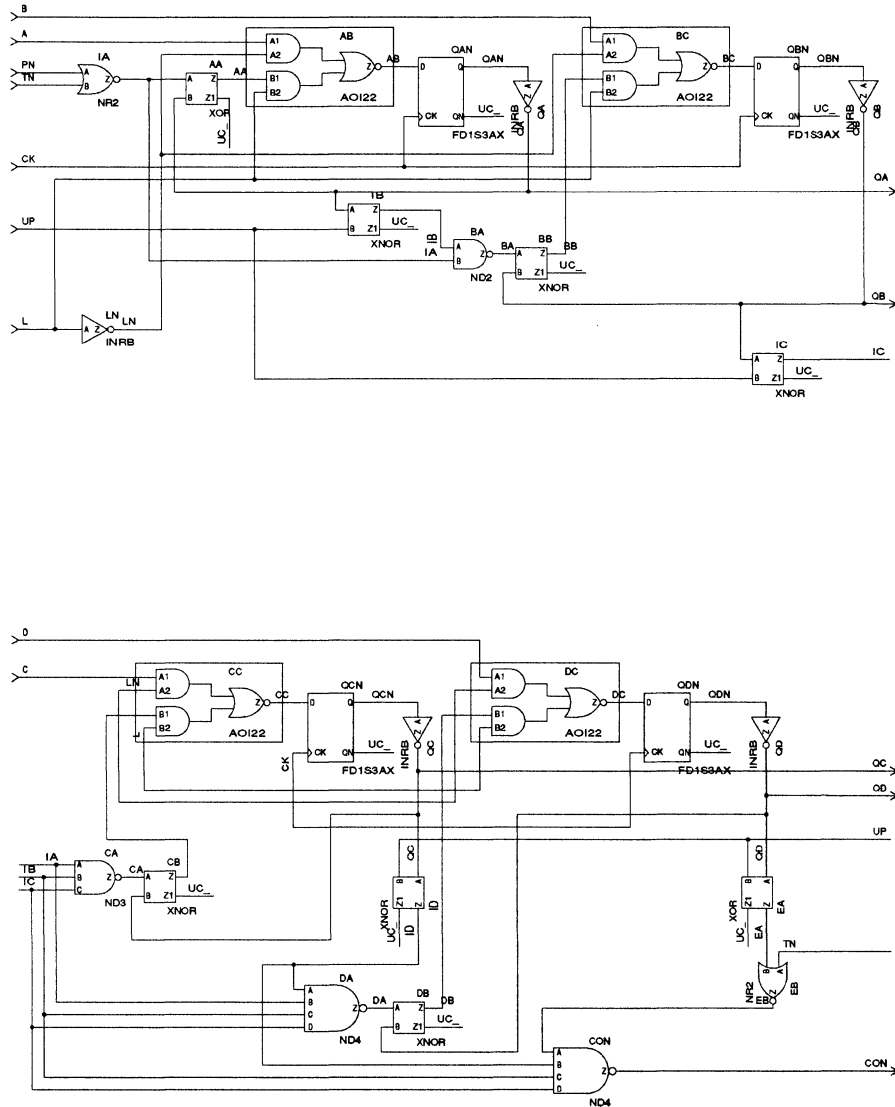 B
A
PN
TN
IA
A
B
Z
NR2
AA
A
B
Z
Z1
AA
XOR
UC_
AB
A1
A2
B1
B2
Z
AOI22
AB
QAN
D
Q
CK
QN
QAN
UC_
FD1S3AX
A
Z
INRB
QA
QA
BC
A1
A2
B1
B2
Z
AOI22
BC
QBN
D
Q
CK
QN
QBN
UC_
FD1S3AX
A
Z
INRB
QB
QB
CK
L
QA
UP
IB
A
B
Z
Z1
UC_
XNOR
IB
IA
BA
A
B
Z
ND2
BA
BB
A
B
Z
Z1
BB
UC_
XNOR
QB
L
LN
A
Z
LN
INRB
IC
A
B
Z
Z1
IC
UC_
XNOR
D
C
LN
L
CC
A1
A2
B1
B2
Z
AOI22
CC
QCN
D
Q
CK
QN
CK
QCN
UC_
FD1S3AX
A
Z
INRB
QC
DC
A1
A2
B1
B2
Z
AOI22
DC
QDN
D
Q
CK
QN
QDN
UC_
FD1S3AX
A
Z
INRB
QD
QC
QD
UP
IA
IB
IC
CA
A
B
C
Z
ND3
CA
CB
A
B
Z
Z1
UC_
XNOR
QC
B
A
Z1
Z
XNOR
ID
UC_
ID
QD
B
A
Z1
Z
XOR
EA
UC_
EA
TN
B
A
Z
NR2
EB
EB
DA
A
B
C
D
Z
ND4
DA
DB
A
B
Z
Z1
DB
UC_
XNOR
CON
A
B
C
D
Z
ND4
CON